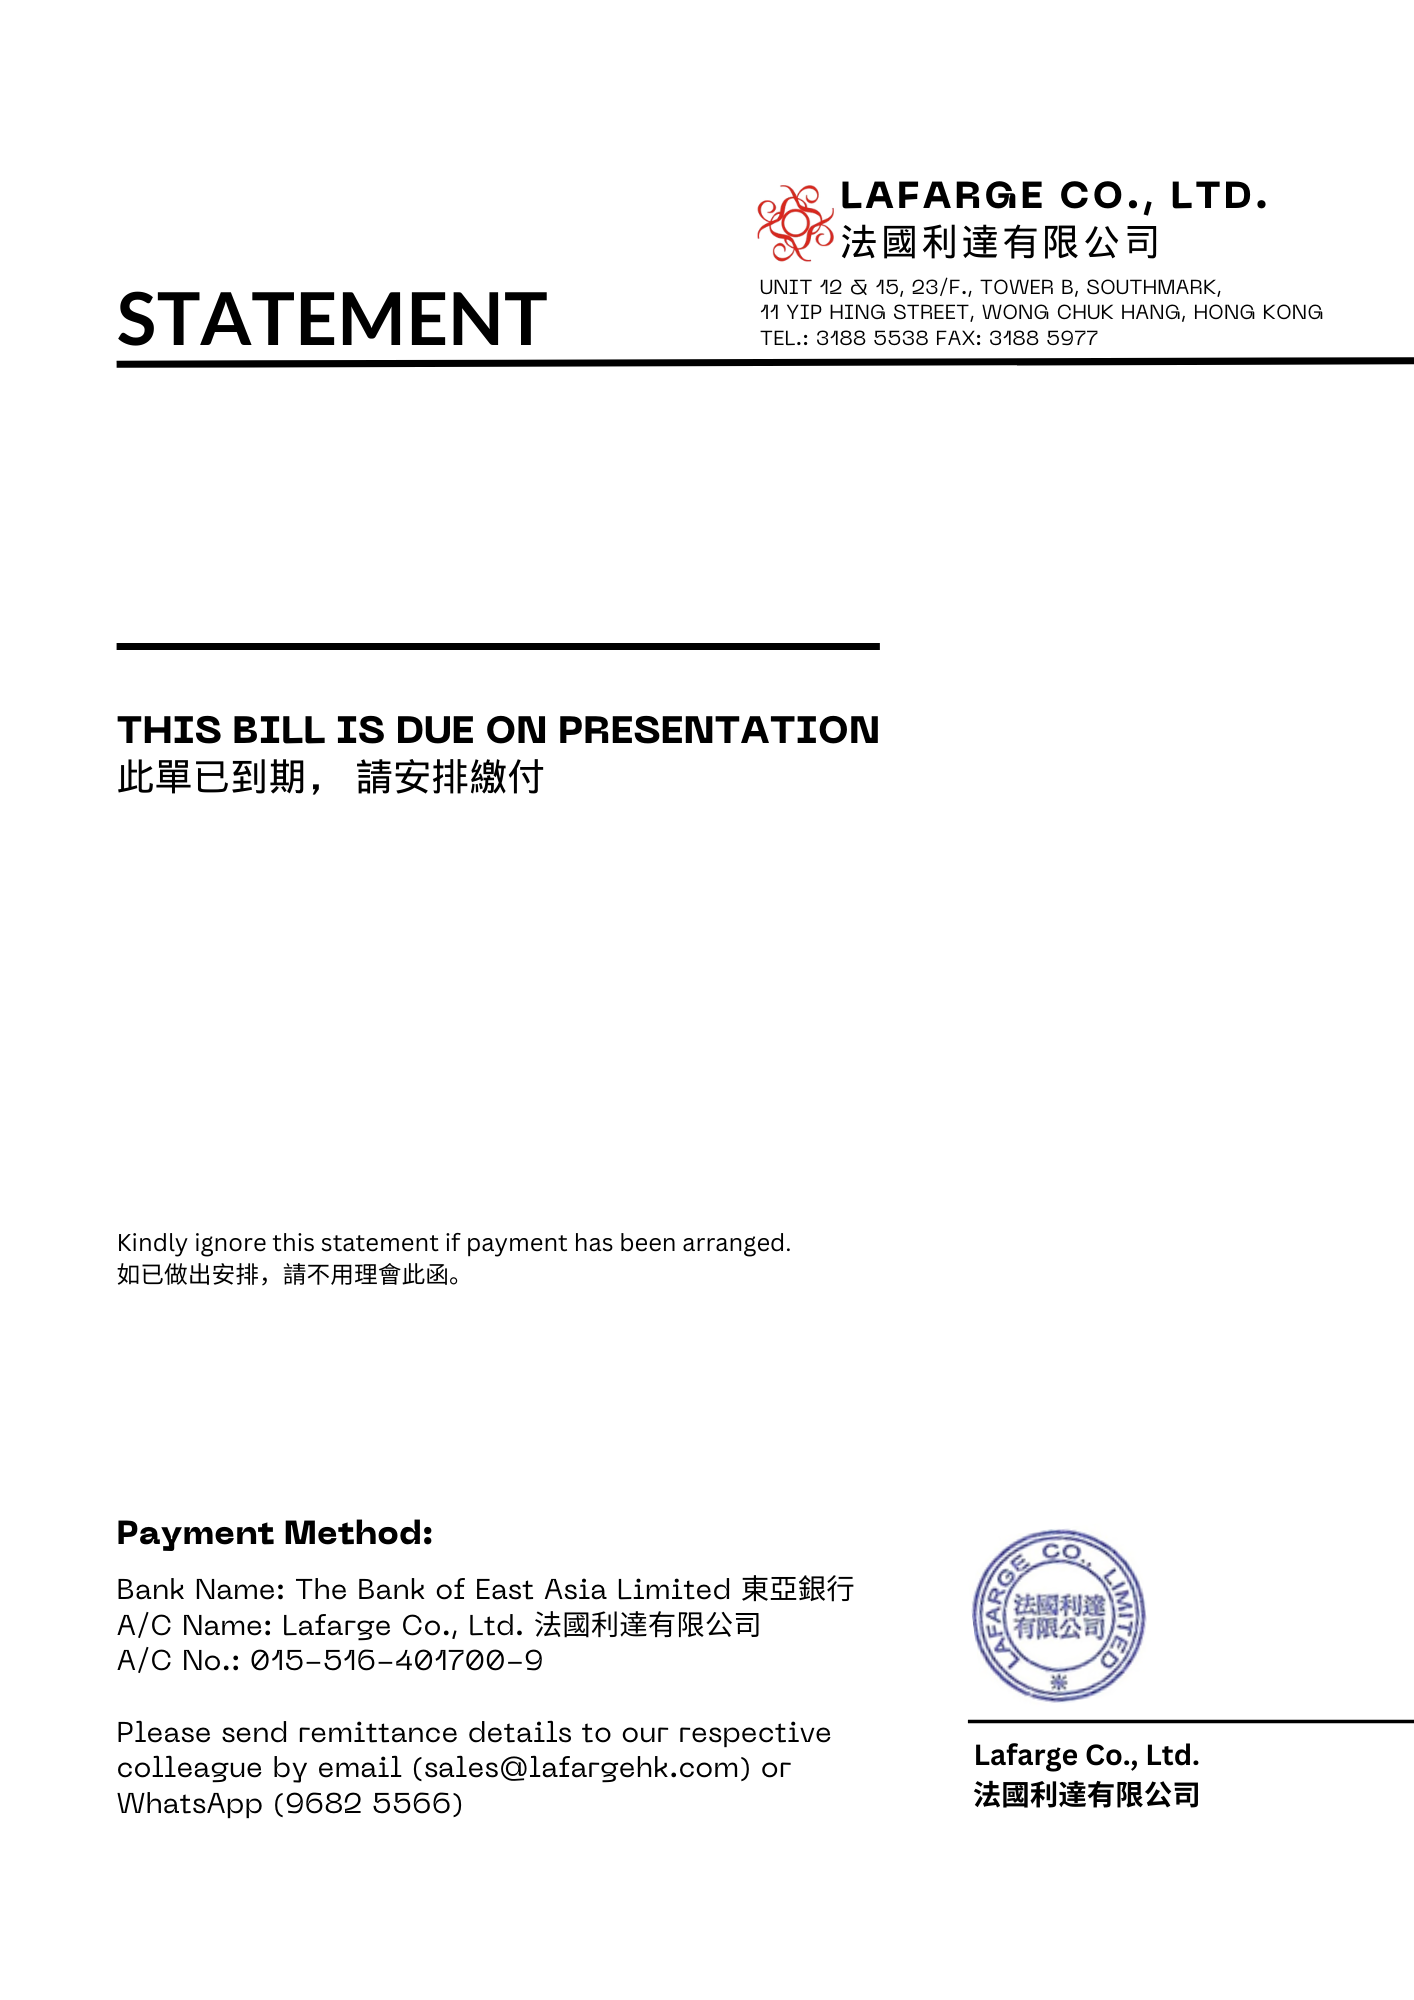 LAFARGE CO., LTD.
法國利達有限公司
UNIT 12 & 15, 23/F., TOWER B, SOUTHMARK,
11 YIP HING STREET, WONG CHUK HANG, HONG KONG
TEL.: 3188 5538 FAX: 3188 5977
STATEMENT
THIS BILL IS DUE ON PRESENTATION
此單已到期， 請安排繳付
Kindly ignore this statement if payment has been arranged.
如已做出安排，請不用理會此函。
Payment Method:
Bank Name: The Bank of East Asia Limited 東亞銀行
A/C Name: Lafarge Co., Ltd. 法國利達有限公司
A/C No.: 015-516-401700-9
Please send remittance details to our respective
colleague by email (sales@lafargehk.com) or
WhatsApp (9682 5566)
LAFARGE CO., LIMITED
法國利達
有限公司
Lafarge Co., Ltd.
法國利達有限公司